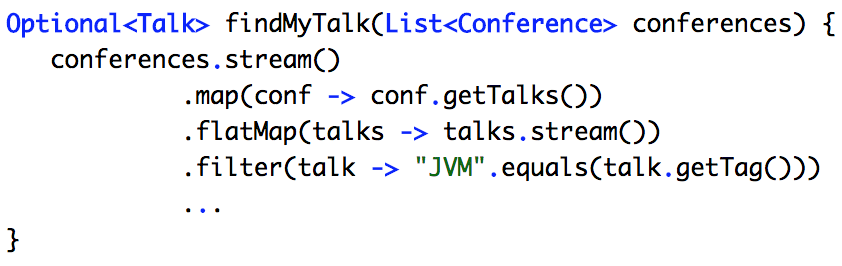 Optional<Talk> findMyTalk(List<Conference> conferences) {
   conferences.stream()
            .map(conf -> conf.getTalks())
            .flatMap(talks -> talks.stream())
            .filter(talk -> "JVM".equals(talk.getTag()))
            ...
}